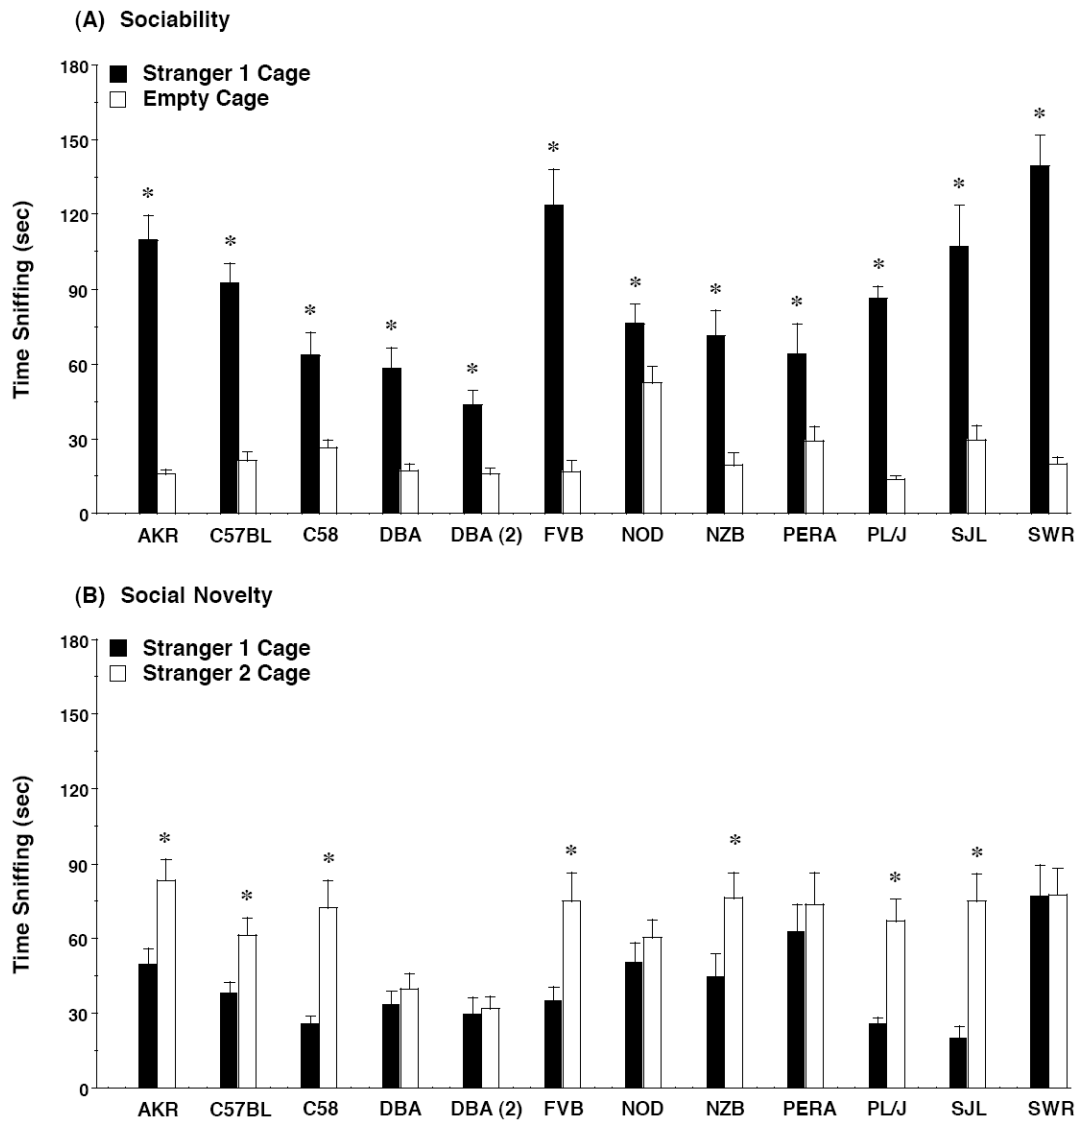 (A) Sociability
180
150
120
90
60
30
0
Time Sniffing (sec)
Stranger 1 Cage
Empty Cage
* * * * * * * * * * * *
AKR C57BL C58 DBA DBA (2) FVB NOD NZB PERA PL/J SJL SWR
(B) Social Novelty
180
150
120
90
60
30
0
Time Sniffing (sec)
Stranger 1 Cage
Stranger 2 Cage
* * * * * * *
AKR C57BL C58 DBA DBA (2) FVB NOD NZB PERA PL/J SJL SWR